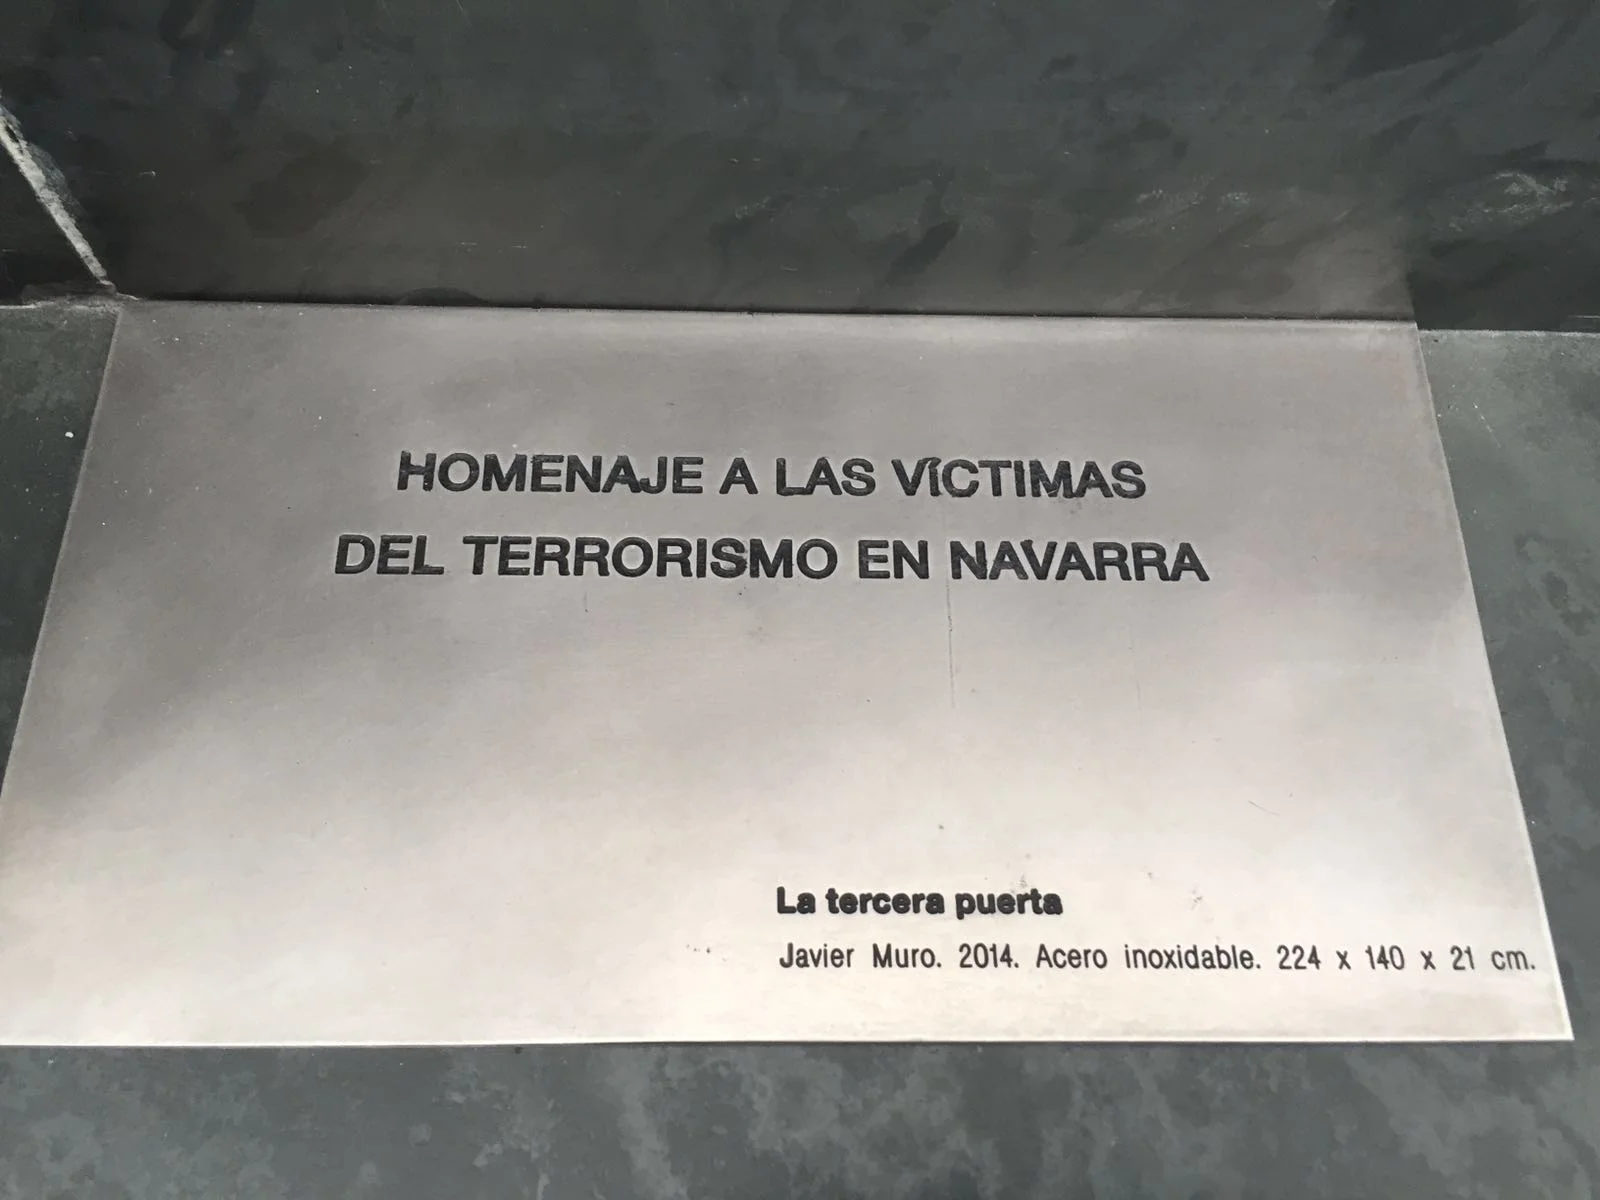 HOMENAJE A LAS VÍCTIMAS
DEL TERRORISMO EN NAVARRA
La tercera puerta
Javier Muro. 2014. Acero inoxidable. 224 x 140 x 21 cm.